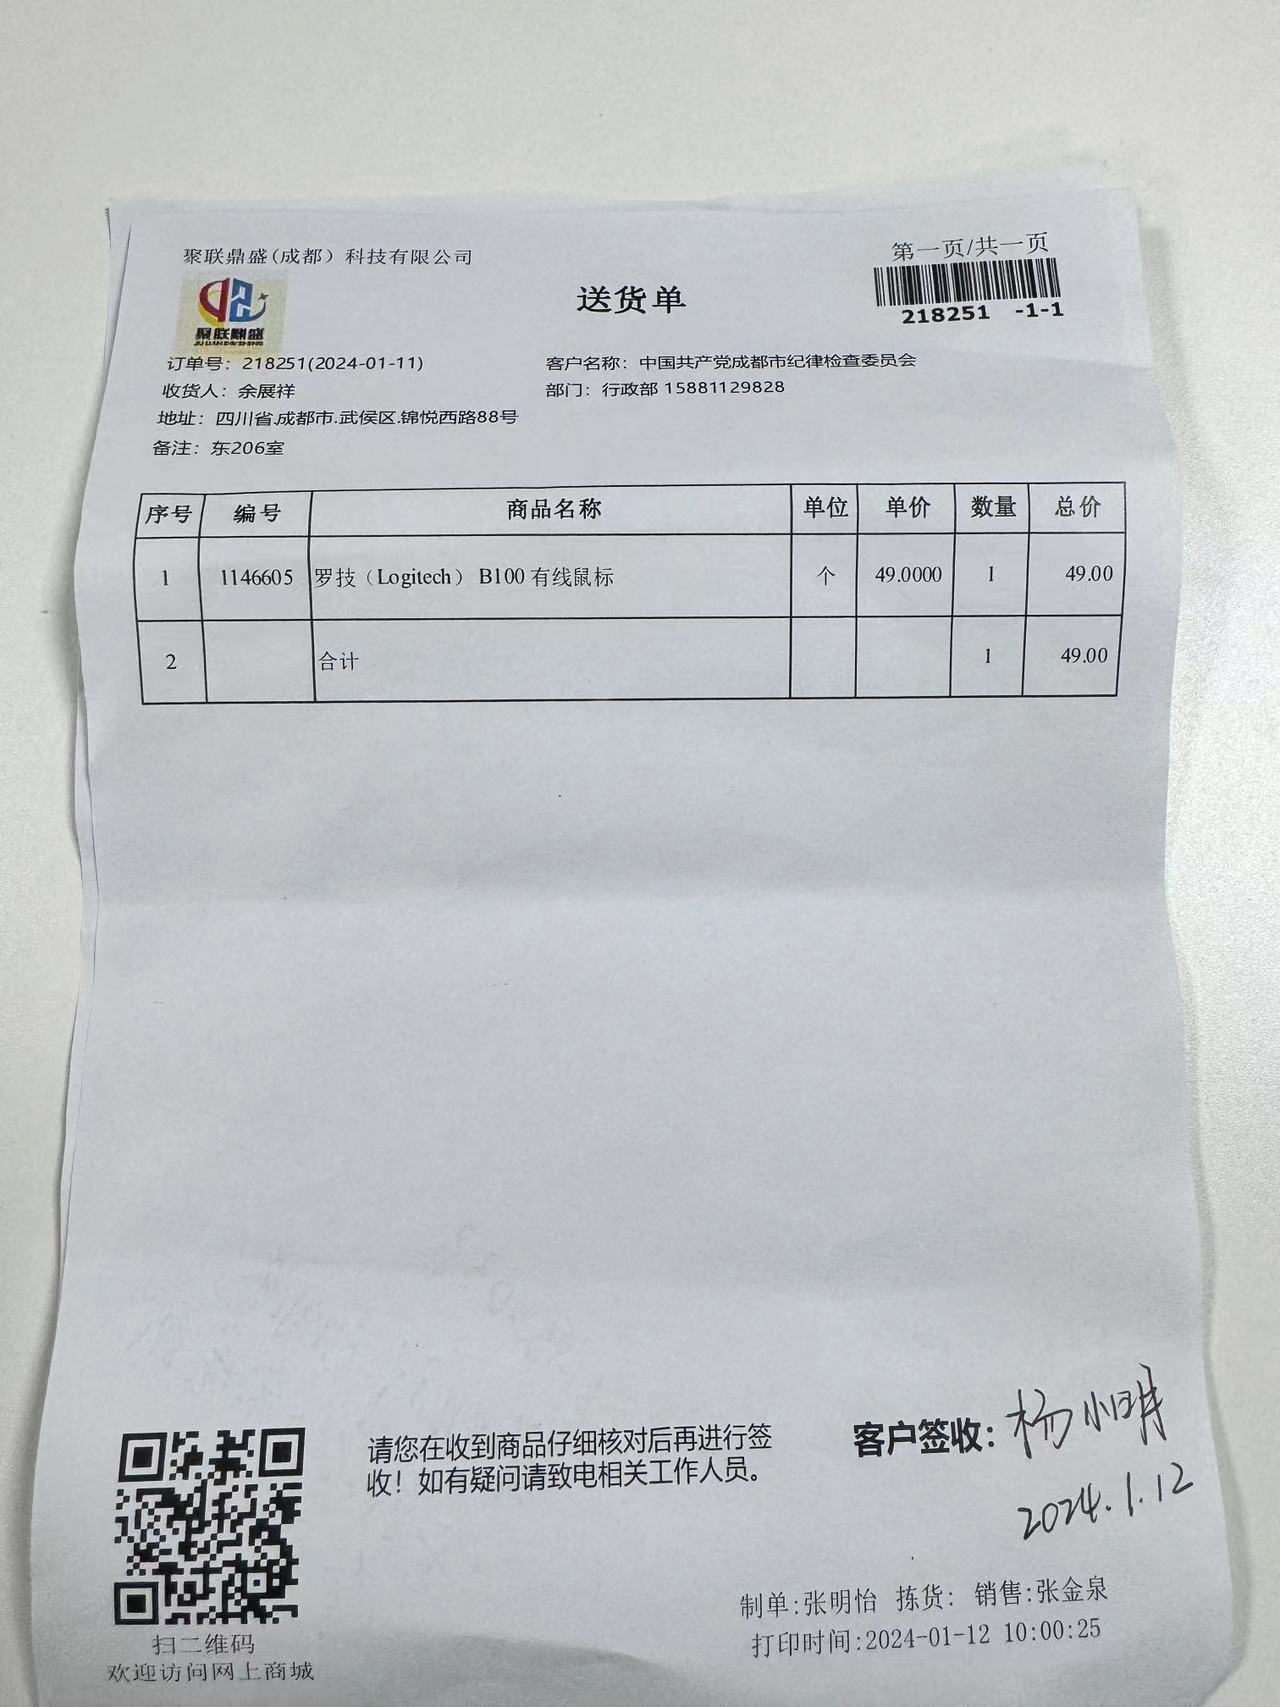 聚联鼎盛(成都）科技有限公司
第一页/共一页
聚联鼎盛
送货单
218251 -1-1
订单号：218251(2024-01-11)
客户名称：中国共产党成都市纪律检查委员会
收货人：余展祥
部门：行政部 15881129828
地址：四川省.成都市.武侯区.锦悦西路88号
备注：东206室
序号 编号 商品名称 单位 单价 数量 总价
1 1146605 罗技（Logitech） B100 有线鼠标 个 49.0000 1 49.00
2 合计 1 49.00
请您在收到商品仔细核对后再进行签
收！如有疑问请致电相关工作人员。
客户签收：杨小明
2024.1.12
制单:张明怡 拣货: 销售:张金泉
打印时间:2024-01-12 10:00:25
扫二维码
欢迎访问网上商城